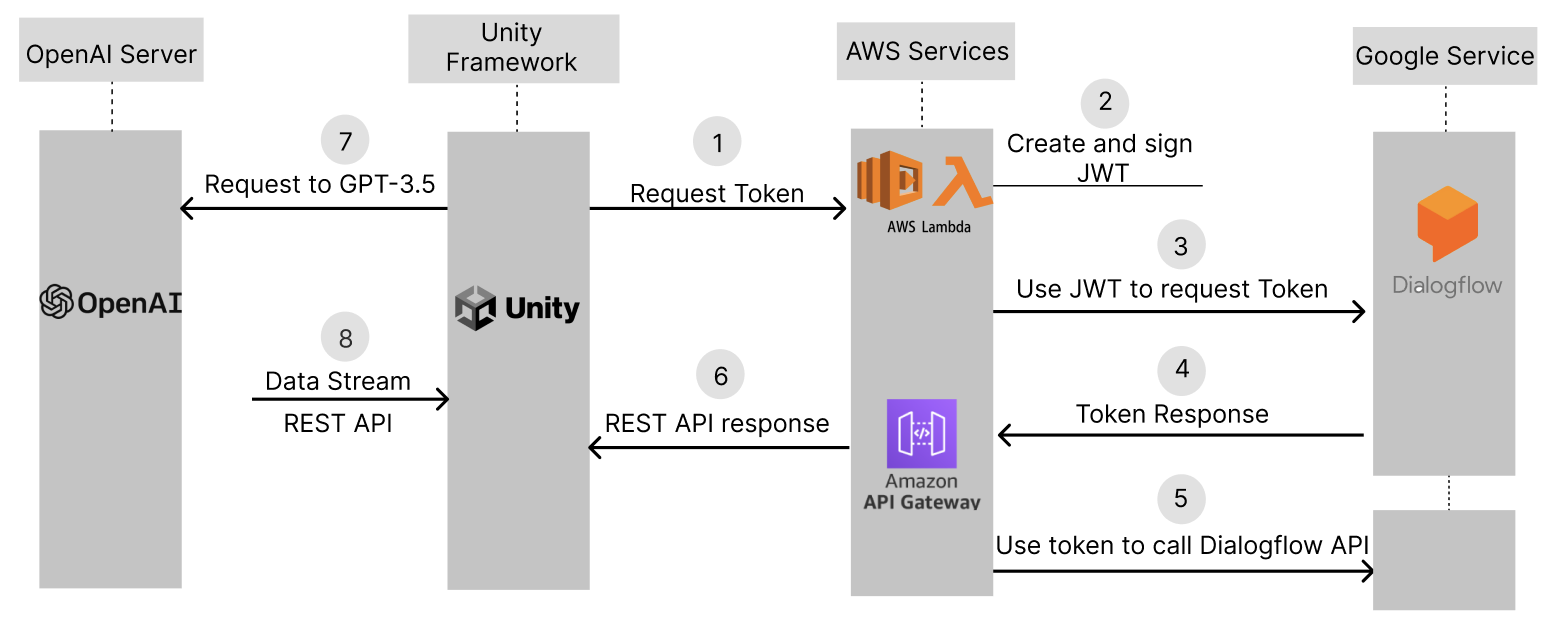 OpenAI Server
Unity
Framework
AWS Services
Google Service
7
Request to GPT-3.5
1
Request Token
2
Create and sign
JWT
AWS Lambda
3
Use JWT to request Token
Dialogflow
OpenAI
Unity
8
Data Stream
REST API
6
REST API response
4
Token Response
Amazon
API Gateway
5
Use token to call Dialogflow API